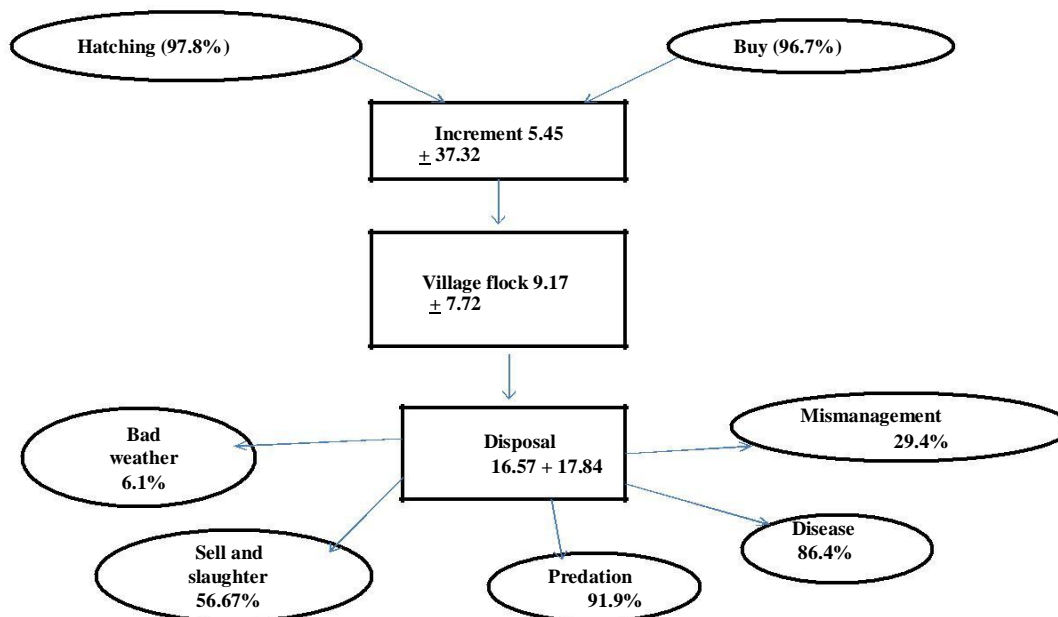 Hatching (97.8%)
Buy (96.7%)
Increment 5.45
± 37.32
Village flock 9.17
± 7.72
Disposal
16.57 + 17.84
Bad
weather
6.1%
Mismanagement
29.4%
Sell and
slaughter
56.67%
Predation
91.9%
Disease
86.4%